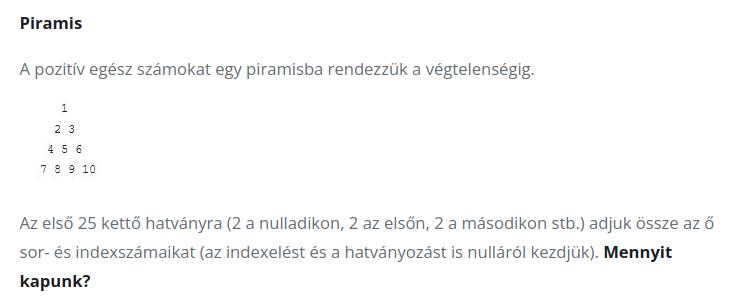 Piramis
A pozitív egész számokat egy piramisba rendezzük a végtelenségig.
1
2 3
4 5 6
7 8 9 10
Az első 25 kettő hatványra (2 a nulladikon, 2 az elsőn, 2 a másodikon stb.) adjuk össze az ő
sor- és indexszámaikat (az indexelést és a hatványozást is nulláról kezdjük). Mennyit
kapunk?